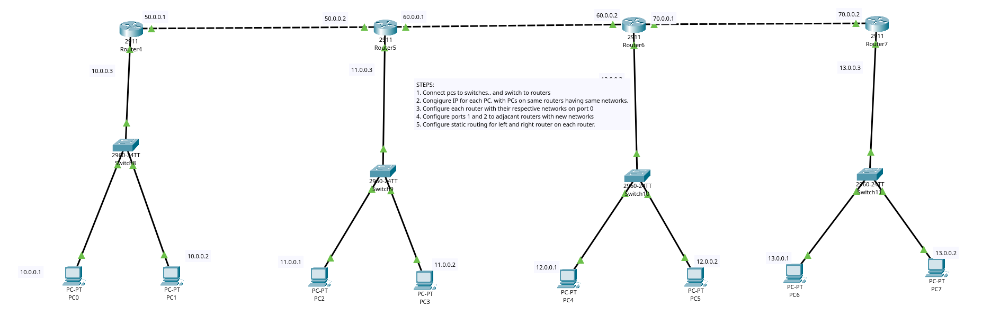 50.0.0.1
50.0.0.2
60.0.0.1
60.0.0.2
70.0.0.1
70.0.0.2
2911
Router4
2911
Router5
2911
Router6
2911
Router7
10.0.0.3
11.0.0.3
13.0.0.3
STEPS:
1. Connect pcs to switches.. and switch to routers
2. Congigure IP for each PC. with PCs on same routers having same networks.
3. Configure each router with their respective networks on port 0
4. Configure ports 1 and 2 to adjacant routers with new networks
5. Configure static routing for left and right router on each router.
2960-24TT
Switch8
2960-24TT
Switch9
2960-24TT
Switch10
2960-24TT
Switch11
10.0.0.1
10.0.0.2
11.0.0.1
11.0.0.2
12.0.0.1
12.0.0.2
13.0.0.1
13.0.0.2
PC-PT
PC0
PC-PT
PC1
PC-PT
PC2
PC-PT
PC3
PC-PT
PC4
PC-PT
PC5
PC-PT
PC6
PC-PT
PC7